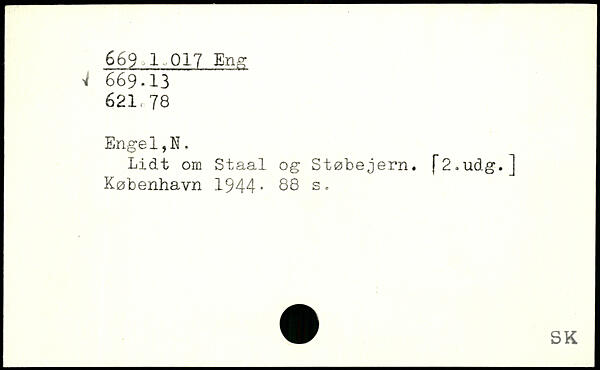 669.1.017 Eng
✓ 669.13
621.78
Engel,N.
Lidt om Staal og Støbejern. [2.udg.]
København 1944. 88 s.
SK